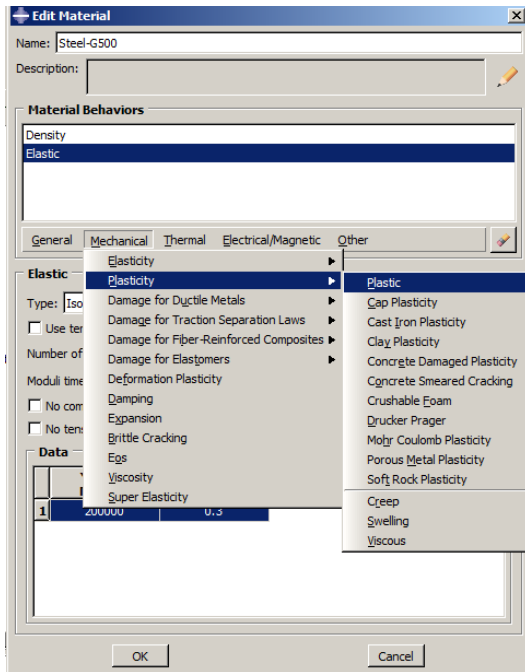 Edit Material
Name: Steel-G500
Description:
Material Behaviors
Density
Elastic
General Mechanical Thermal Electrical/Magnetic Other
Elasticity
Plasticity
Damage for Ductile Metals
Damage for Traction Separation Laws
Damage for Fiber-Reinforced Composites
Damage for Elastomers
Deformation Plasticity
Damping
Expansion
Brittle Cracking
Eos
Viscosity
Super Elasticity
Plastic
Cap Plasticity
Cast Iron Plasticity
Clay Plasticity
Concrete Damaged Plasticity
Concrete Smeared Cracking
Crushable Foam
Drucker Prager
Mohr Coulomb Plasticity
Porous Metal Plasticity
Soft Rock Plasticity
Creep
Swelling
Viscous
Elastic
Type: Iso
Use ter
Number of
Moduli time
No com
No tens
Data
1 200000 0.3
OK Cancel